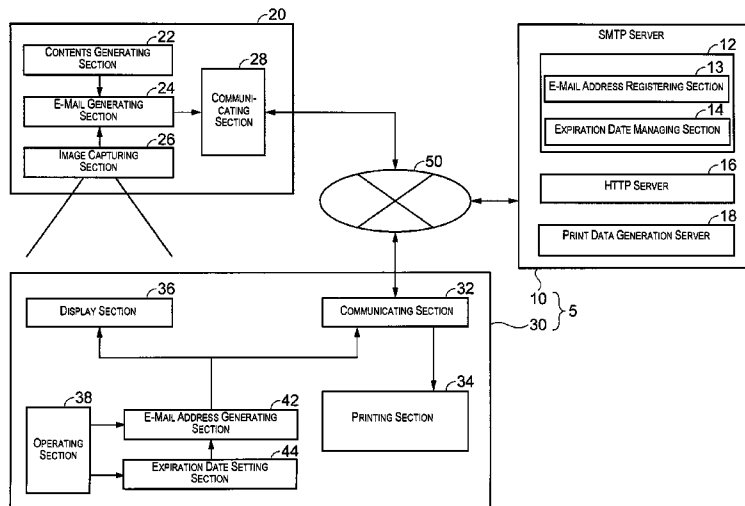 20
22
CONTENTS GENERATING
SECTION
24
E-MAIL GENERATING
SECTION
26
IMAGE CAPTURING
SECTION
28
COMMUNI-
CATING
SECTION
50
SMTP SERVER
12
13
E-MAIL ADDRESS REGISTERING SECTION
14
EXPIRATION DATE MANAGING SECTION
16
HTTP SERVER
18
PRINT DATA GENERATION SERVER
10
30
5
36
DISPLAY SECTION
32
COMMUNICATING SECTION
34
PRINTING SECTION
38
OPERATING
SECTION
42
E-MAIL ADDRESS GENERATING
SECTION
44
EXPIRATION DATE SETTING
SECTION